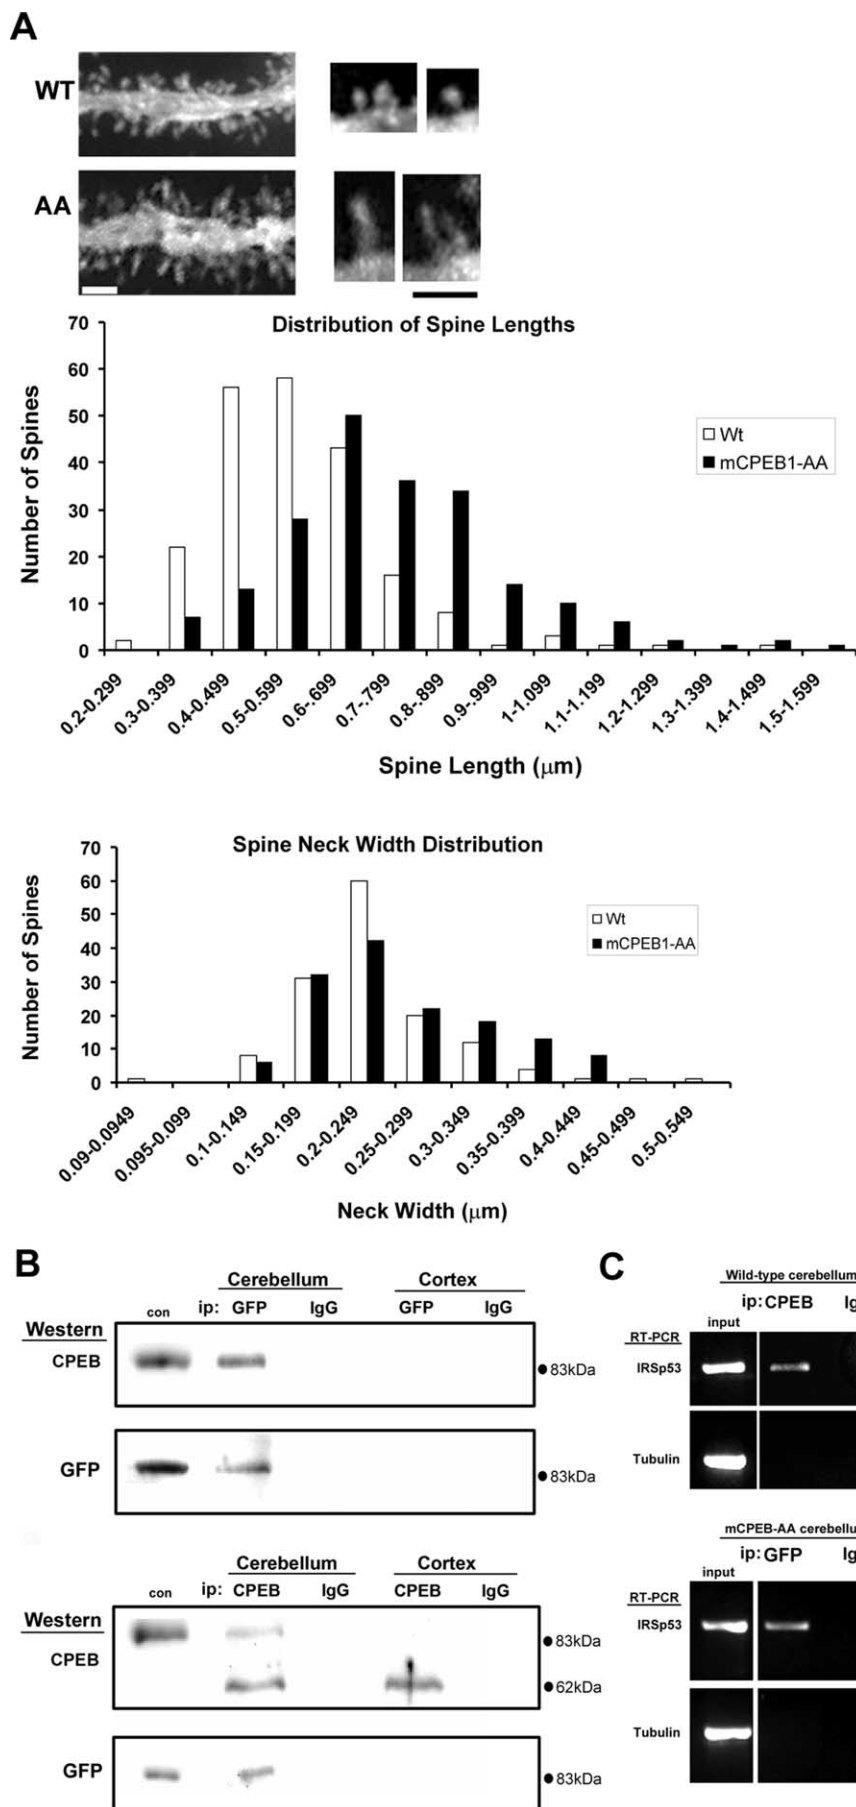 A
WT
AA
Distribution of Spine Lengths
70
60
50
40
30
20
10
0
Number of Spines
Wt
mCPEB1-AA
0.2-0.299
0.3-0.399
0.4-0.499
0.5-0.599
0.6-.699
0.7-.799
0.8-.899
0.9-.999
1-1.099
1.1-1.199
1.2-1.299
1.3-1.399
1.4-1.499
1.5-1.599
Spine Length (µm)
Spine Neck Width Distribution
70
60
50
40
30
20
10
0
Number of Spines
Wt
mCPEB1-AA
0.09-0.0949
0.095-0.099
0.1-0.149
0.15-0.199
0.2-0.249
0.25-0.299
0.3-0.349
0.35-0.399
0.4-0.449
0.45-0.499
0.5-0.549
Neck Width (µm)
B
Cerebellum Cortex
con ip: GFP IgG GFP IgG
Western
CPEB
83kDa
GFP
83kDa
Cerebellum Cortex
con ip: CPEB IgG CPEB IgG
Western
CPEB
83kDa
62kDa
GFP
83kDa
C
Wild-type cerebellum
ip: CPEB Ig
input
RT-PCR
IRSp53
Tubulin
mCPEB-AA cerebellu
ip: GFP Ig
input
RT-PCR
IRSp53
Tubulin